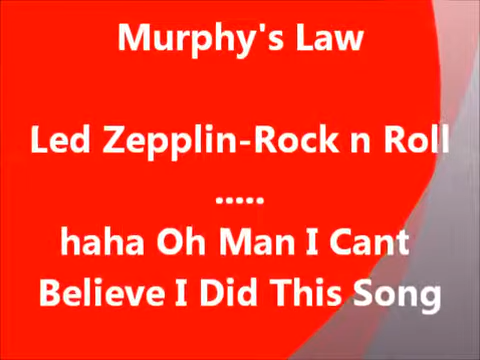 Murphy's Law
Led Zepplin-Rock n Roll
.....
haha Oh Man I Cant
Believe I Did This Song